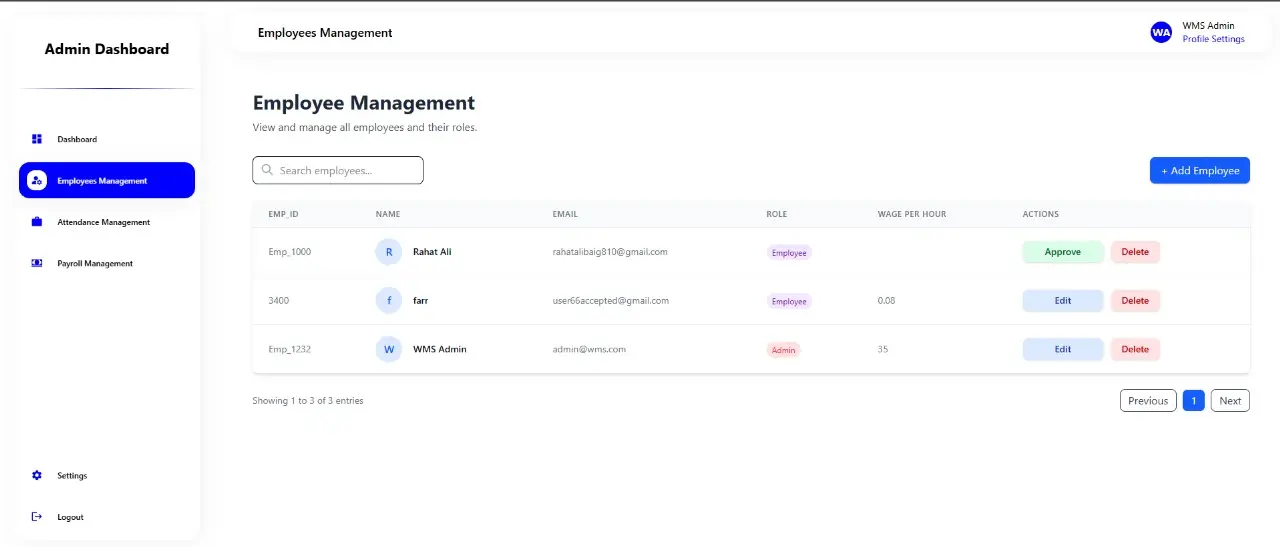 Admin Dashboard
Dashboard
Employees Management
Attendance Management
Payroll Management
Settings
Logout
Employees Management
WA
WMS Admin
Profile Settings
Employee Management
View and manage all employees and their roles.
Search employees...
+ Add Employee
EMP_ID NAME EMAIL ROLE WAGE PER HOUR ACTIONS
Emp_1000 R Rahat Ali rahatalibaig810@gmail.com Employee Approve Delete
3400 f farr user66accepted@gmail.com Employee 0.08 Edit Delete
Emp_1232 W WMS Admin admin@wms.com Admin 35 Edit Delete
Showing 1 to 3 of 3 entries
Previous 1 Next